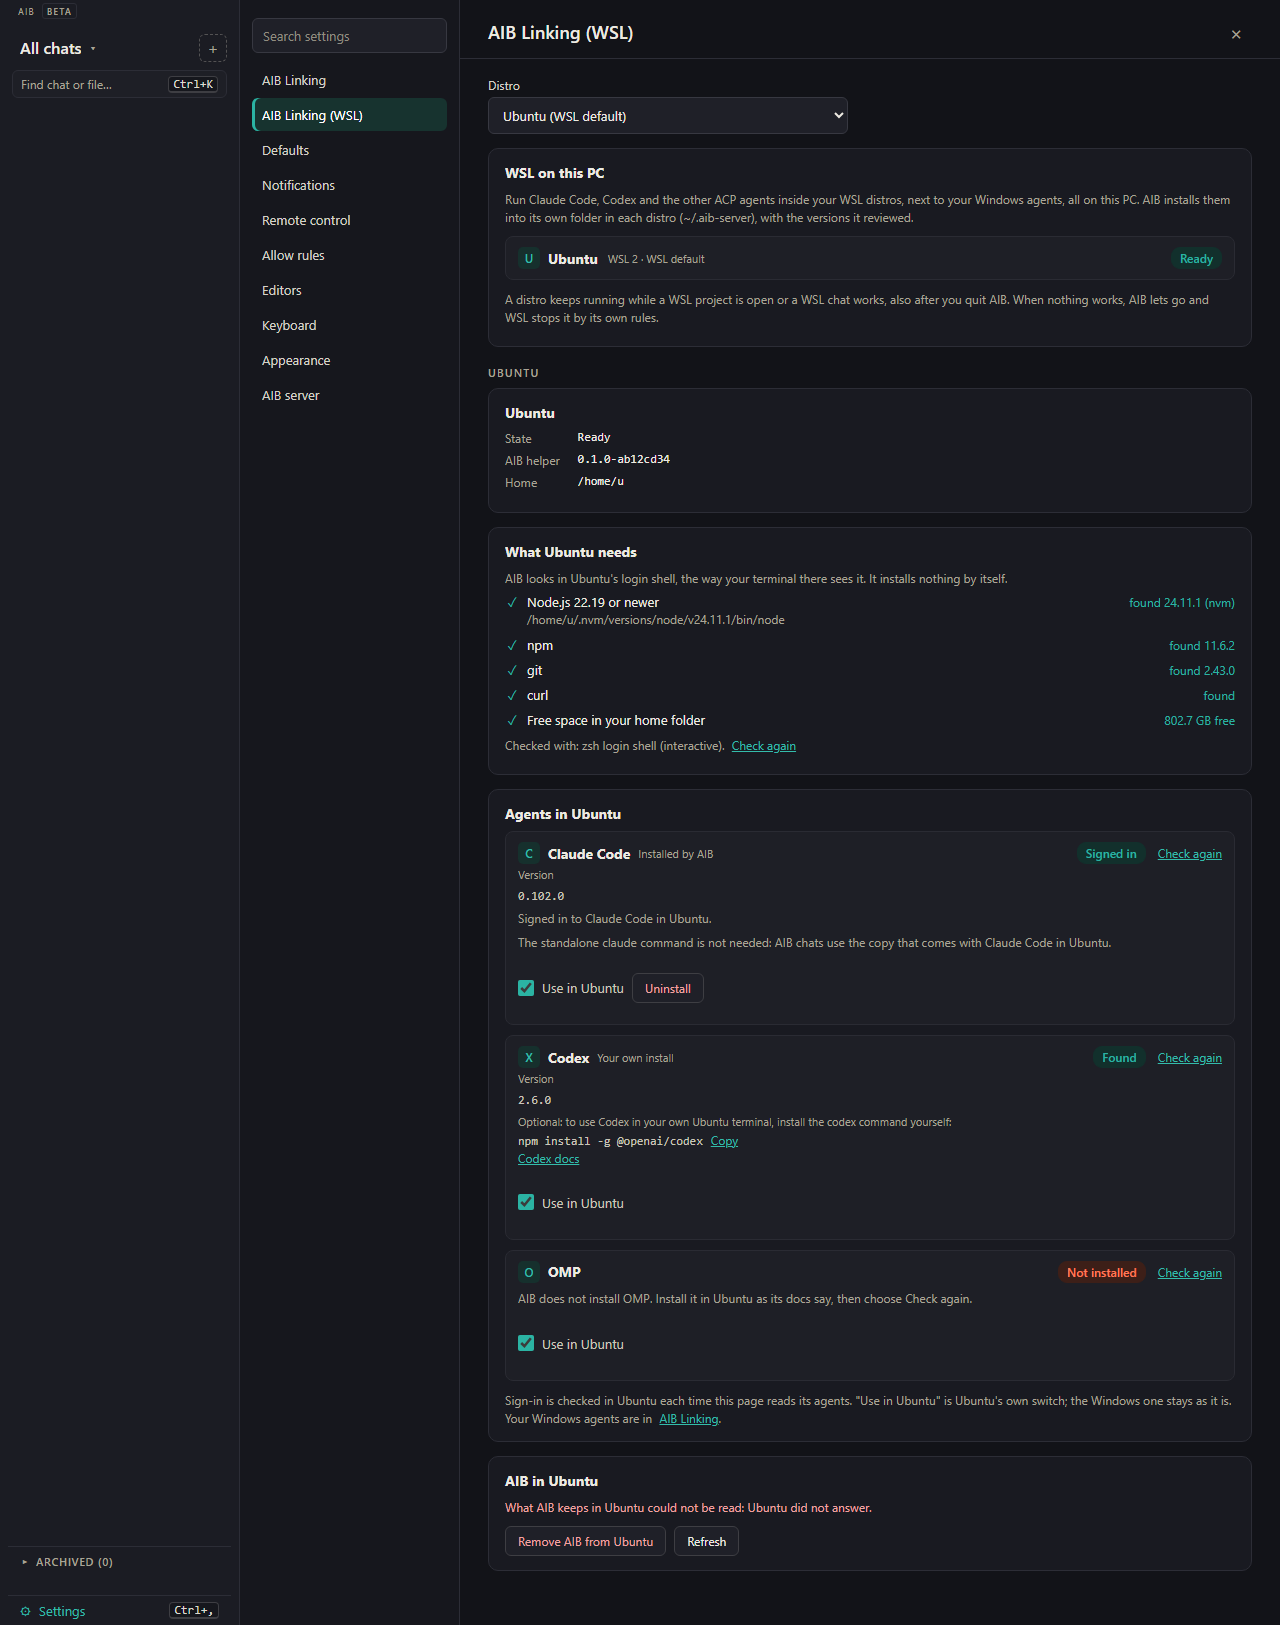 AIB BETA
All chats
+
Find chat or file... Ctrl+K
ARCHIVED (0)
Settings Ctrl+,
Search settings
AIB Linking
AIB Linking (WSL)
Defaults
Notifications
Remote control
Allow rules
Editors
Keyboard
Appearance
AIB server
AIB Linking (WSL)
×
Distro
Ubuntu (WSL default)
WSL on this PC
Run Claude Code, Codex and the other ACP agents inside your WSL distros, next to your Windows agents, all on this PC. AIB installs them
into its own folder in each distro (~/.aib-server), with the versions it reviewed.
U Ubuntu WSL 2 · WSL default Ready
A distro keeps running while a WSL project is open or a WSL chat works, also after you quit AIB. When nothing works, AIB lets go and
WSL stops it by its own rules.
UBUNTU
Ubuntu
State Ready
AIB helper 0.1.0-ab12cd34
Home /home/u
What Ubuntu needs
AIB looks in Ubuntu's login shell, the way your terminal there sees it. It installs nothing by itself.
✓ Node.js 22.19 or newer found 24.11.1 (nvm)
/home/u/.nvm/versions/node/v24.11.1/bin/node
✓ npm found 11.6.2
✓ git found 2.43.0
✓ curl found
✓ Free space in your home folder 802.7 GB free
Checked with: zsh login shell (interactive). Check again
Agents in Ubuntu
C Claude Code Installed by AIB Signed in Check again
Version
0.102.0
Signed in to Claude Code in Ubuntu.
The standalone claude command is not needed: AIB chats use the copy that comes with Claude Code in Ubuntu.
Use in Ubuntu Uninstall
X Codex Your own install Found Check again
Version
2.6.0
Optional: to use Codex in your own Ubuntu terminal, install the codex command yourself:
npm install -g @openai/codex Copy
Codex docs
Use in Ubuntu
O OMP Not installed Check again
AIB does not install OMP. Install it in Ubuntu as its docs say, then choose Check again.
Use in Ubuntu
Sign-in is checked in Ubuntu each time this page reads its agents. "Use in Ubuntu" is Ubuntu's own switch; the Windows one stays as it is.
Your Windows agents are in AIB Linking.
AIB in Ubuntu
What AIB keeps in Ubuntu could not be read: Ubuntu did not answer.
Remove AIB from Ubuntu Refresh